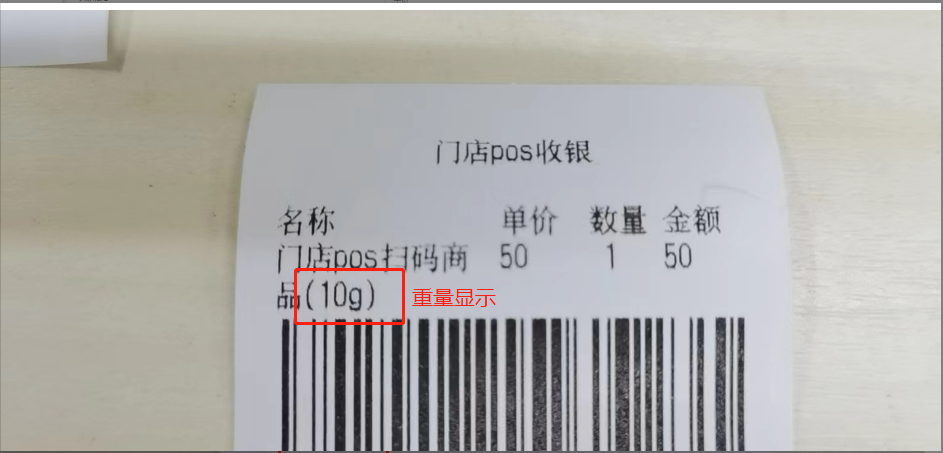 门店pos收银
名称 单价 数量 金额
门店pos扫码商 50 1 50
品(10g) 重量显示